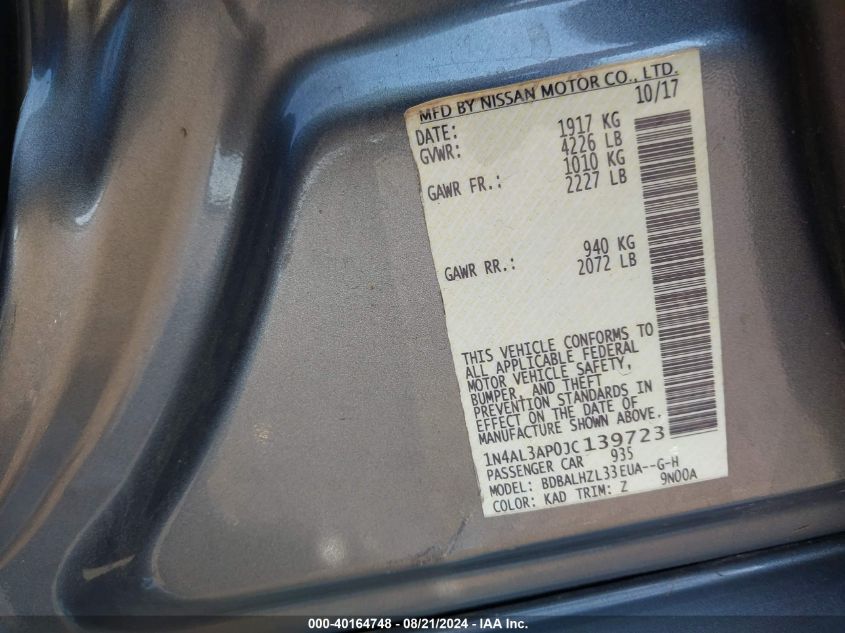 MFD BY NISSAN MOTOR CO., LTD.
DATE: 10/17
GVWR: 1917 KG
4226 LB
GAWR FR.: 1010 KG
2227 LB
GAWR RR.: 940 KG
2072 LB
THIS VEHICLE CONFORMS TO
ALL APPLICABLE FEDERAL
MOTOR VEHICLE SAFETY,
BUMPER, AND THEFT
PREVENTION STANDARDS IN
EFFECT ON THE DATE OF
MANUFACTURE SHOWN ABOVE.
1N4AL3AP0JC139723
PASSENGER CAR 935
MODEL: BDBALHZL33EUA--G-H
COLOR: KAD TRIM: Z 9N00A
000-40164748 - 08/21/2024 - IAA Inc.